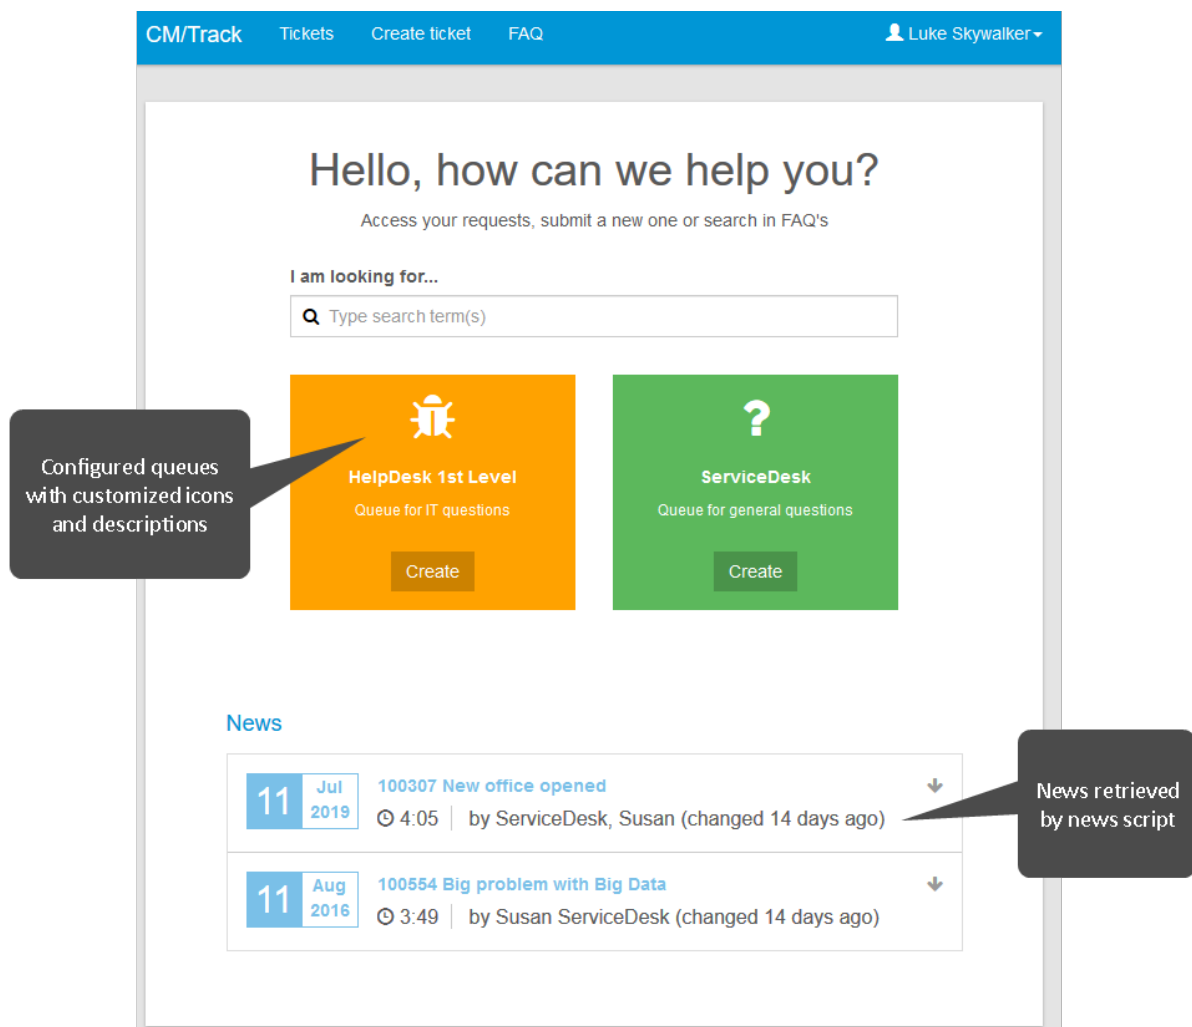 CM/Track Tickets Create ticket FAQ Luke Skywalker
Hello, how can we help you?
Access your requests, submit a new one or search in FAQ's
I am looking for...
Type search term(s)
Configured queues
with customized icons
and descriptions
HelpDesk 1st Level
Queue for IT questions
Create
?
ServiceDesk
Queue for general questions
Create
News
11
Jul
2019
100307 New office opened
4:05
by ServiceDesk, Susan (changed 14 days ago)
News retrieved
by news script
11
Aug
2016
100554 Big problem with Big Data
3:49
by Susan ServiceDesk (changed 14 days ago)